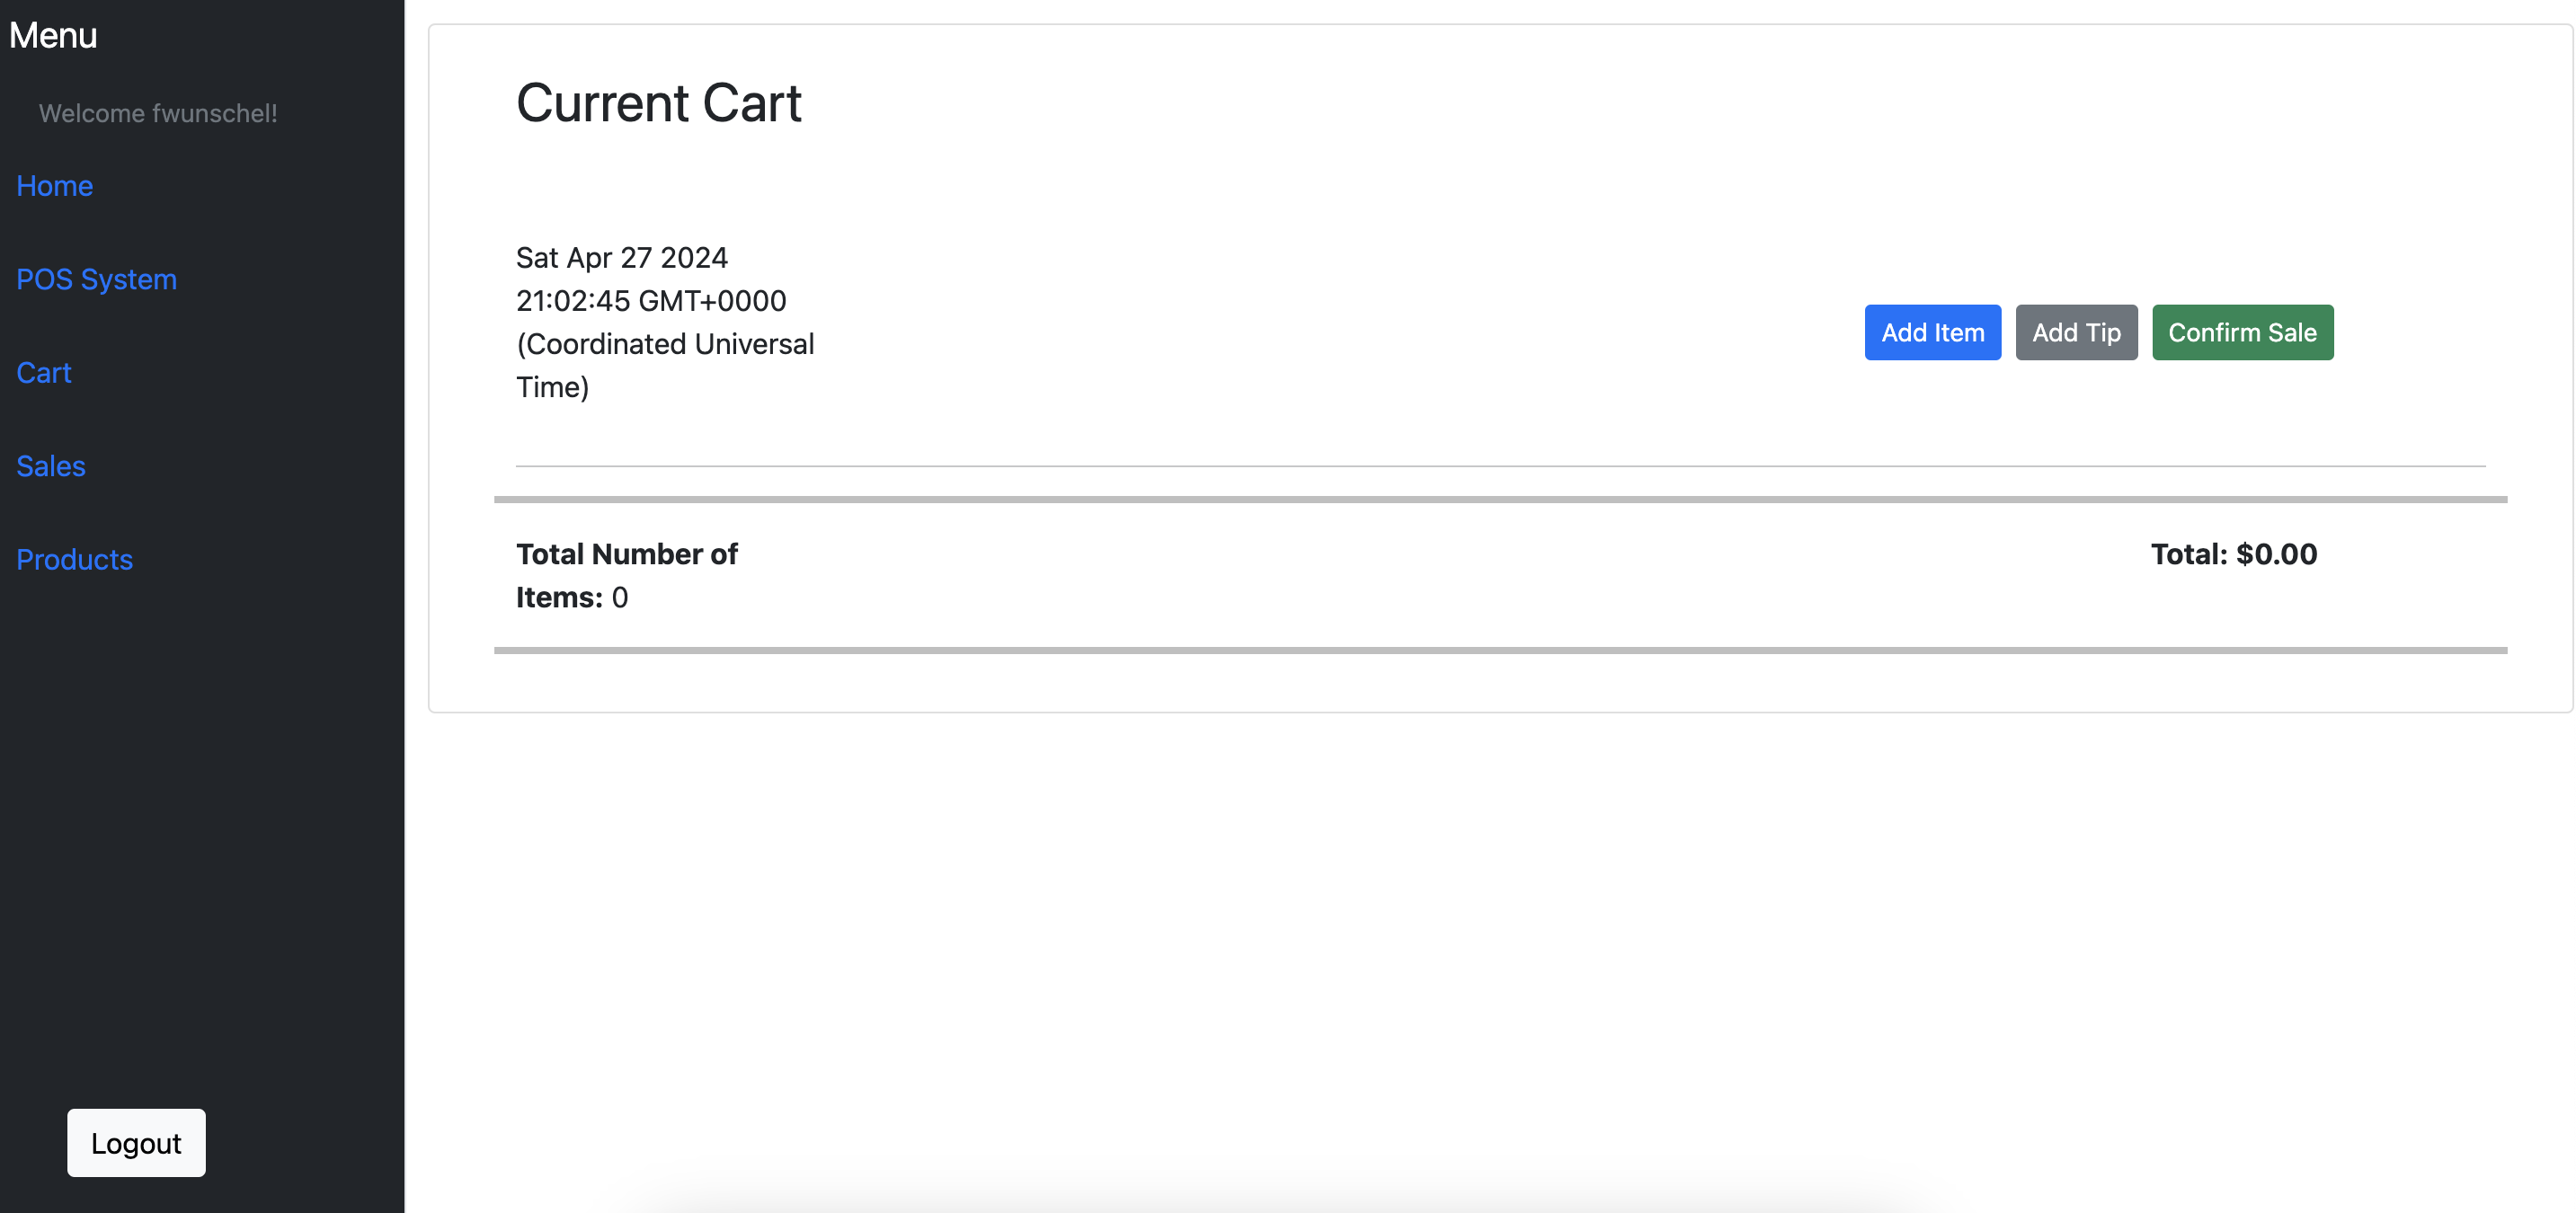 Menu
Welcome fwunschel!
Home
POS System
Cart
Sales
Products
Logout
Current Cart
Sat Apr 27 2024
21:02:45 GMT+0000
(Coordinated Universal
Time)
Add Item
Add Tip
Confirm Sale
Total Number of
Items: 0
Total: $0.00